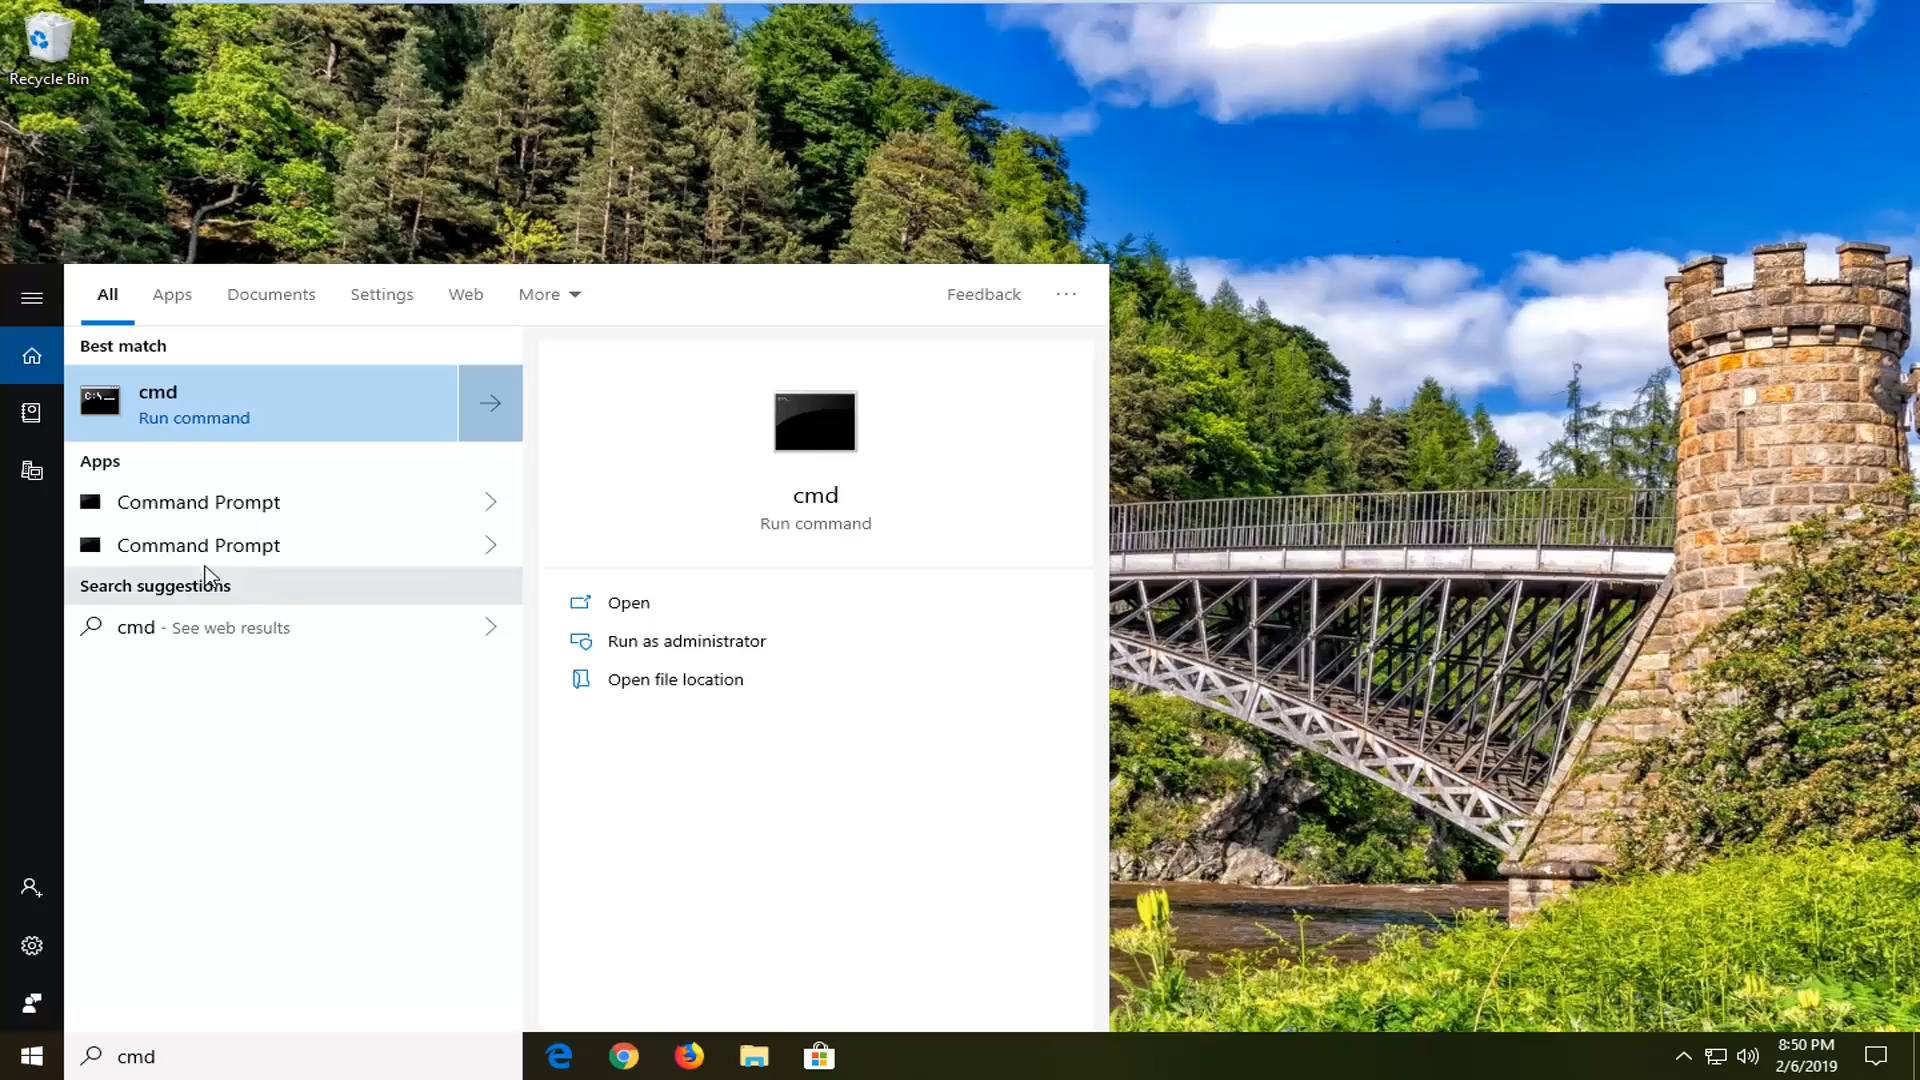 Recycle Bin
All Apps Documents Settings Web More Feedback ...
Best match
cmd
Run command
Apps
Command Prompt
Command Prompt
Search suggestions
cmd - See web results
C:\
cmd
Run command
Open
Run as administrator
Open file location
cmd
8:50 PM
2/6/2019